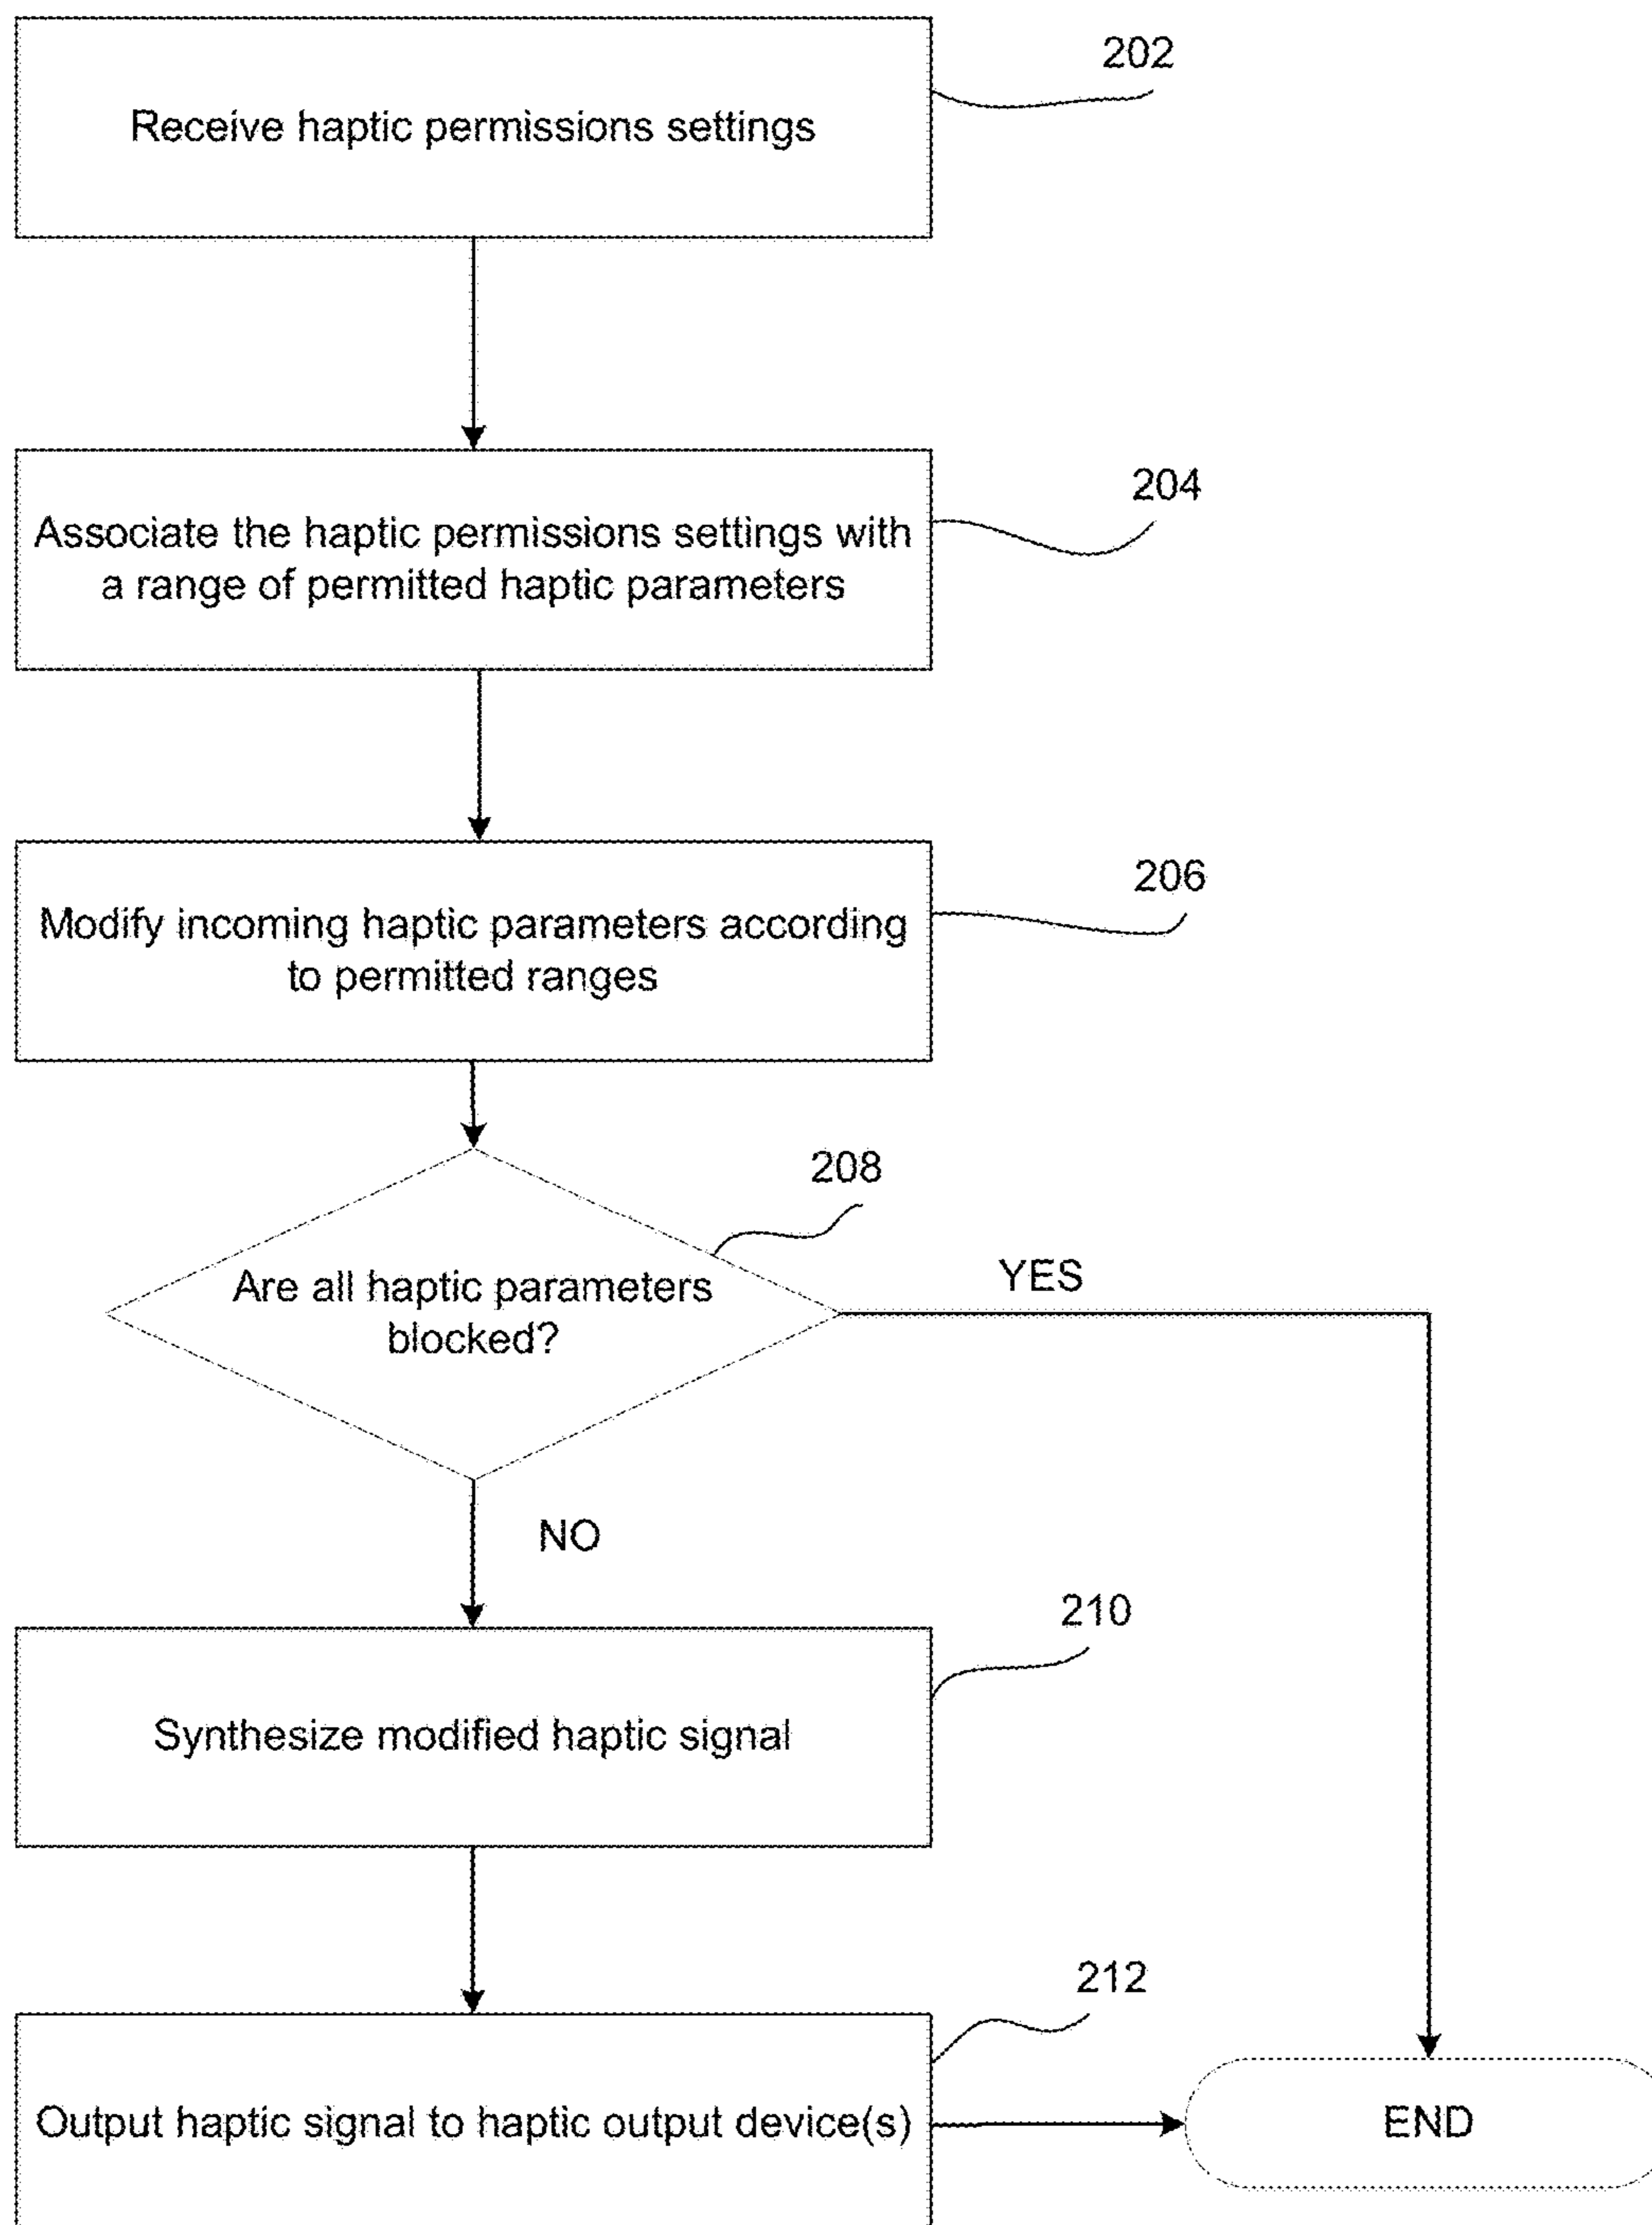 202
Receive haptic permissions settings
204
Associate the haptic permissions settings with
a range of permitted haptic parameters
206
Modify incoming haptic parameters according
to permitted ranges
208
Are all haptic parameters
blocked?
YES
NO
210
Synthesize modified haptic signal
212
Output haptic signal to haptic output device(s)
END